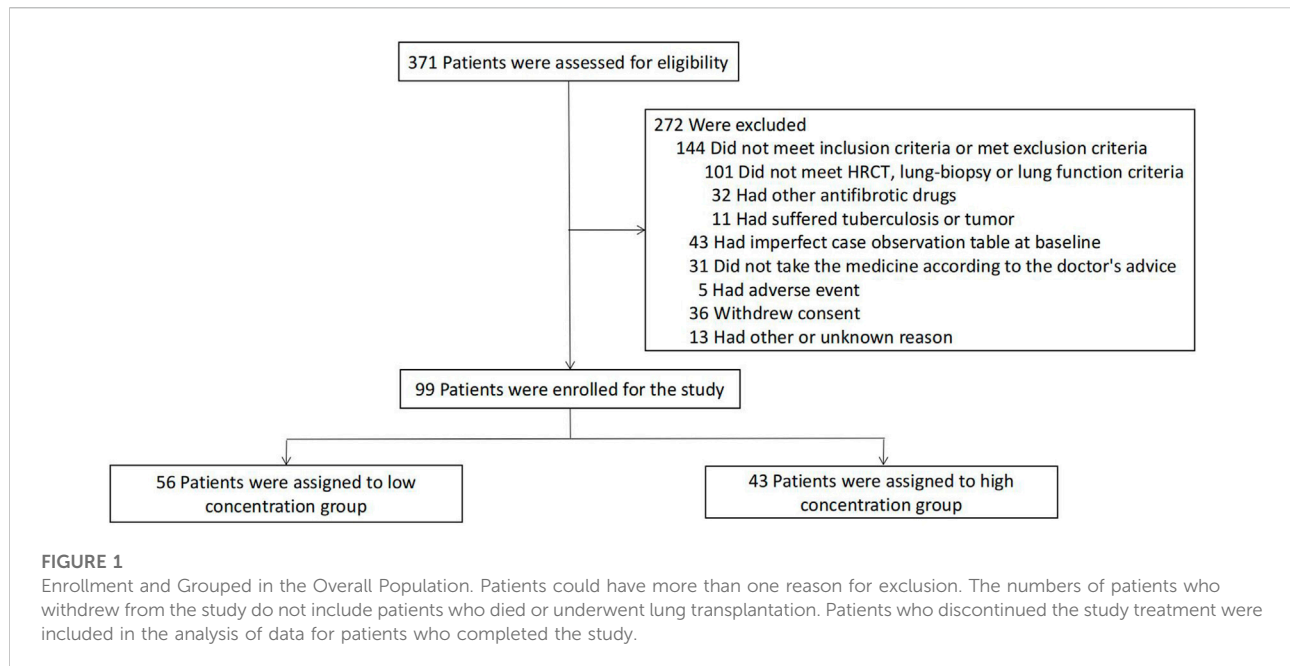 371 Patients were assessed for eligibility
272 Were excluded
144 Did not meet inclusion criteria or met exclusion criteria
101 Did not meet HRCT, lung-biopsy or lung function criteria
32 Had other antifibrotic drugs
11 Had suffered tuberculosis or tumor
43 Had imperfect case observation table at baseline
31 Did not take the medicine according to the doctor's advice
5 Had adverse event
36 Withdrew consent
13 Had other or unknown reason
99 Patients were enrolled for the study
56 Patients were assigned to low
concentration group
43 Patients were assigned to high
concentration group
FIGURE 1
Enrollment and Grouped in the Overall Population. Patients could have more than one reason for exclusion. The numbers of patients who
withdrew from the study do not include patients who died or underwent lung transplantation. Patients who discontinued the study treatment were
included in the analysis of data for patients who completed the study.